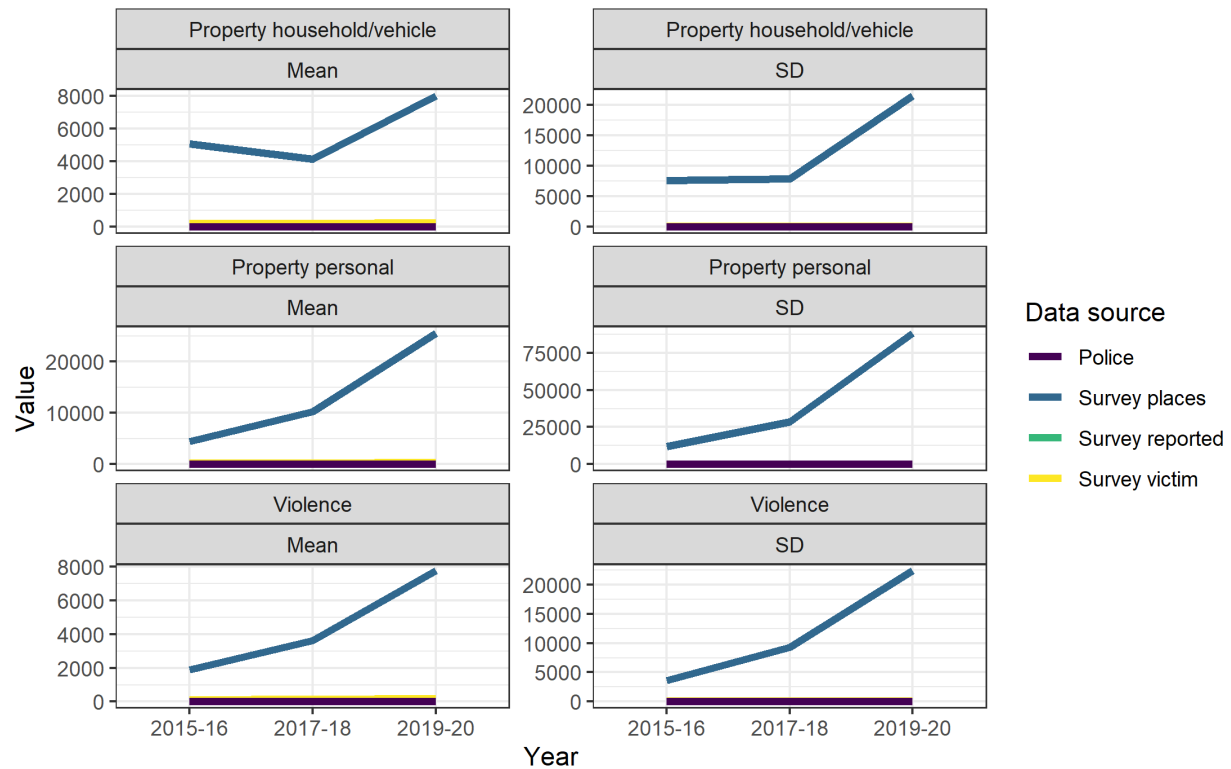 Property household/vehicle
Mean
8000
6000
4000
2000
0
Property household/vehicle
SD
20000
15000
10000
5000
0
Property personal
Mean
20000
10000
0
Property personal
SD
75000
50000
25000
0
Violence
Mean
8000
6000
4000
2000
0
2015-16 2017-18 2019-20
Violence
SD
20000
15000
10000
5000
0
2015-16 2017-18 2019-20
Value
Year
Data source
Police
Survey places
Survey reported
Survey victim